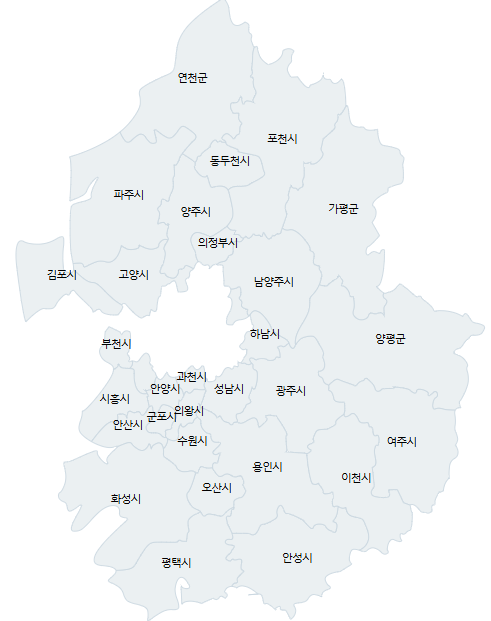 연천군
포천시
동두천시
파주시
양주시
가평군
의정부시
김포시
고양시
남양주시
하남시
양평군
부천시
과천시
안양시
성남시
광주시
시흥시
군포시
의왕시
안산시
수원시
여주시
용인시
이천시
오산시
화성시
평택시
안성시